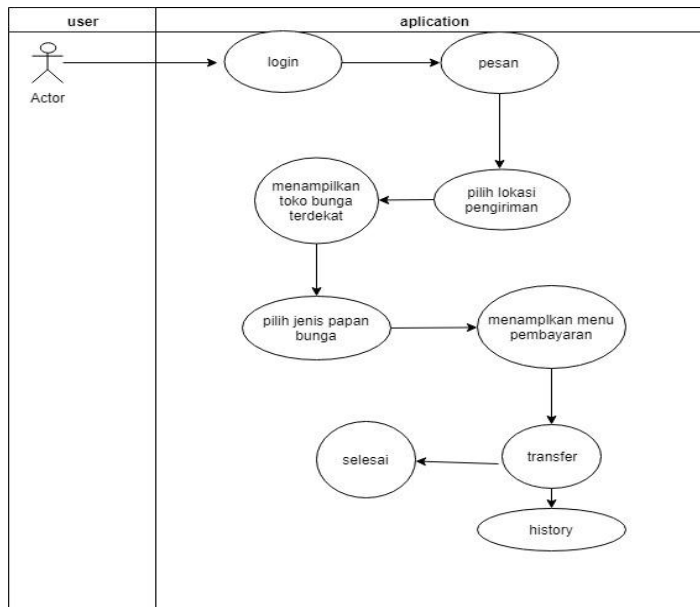 user
aplication
Actor
login
pesan
pilih lokasi
pengiriman
menampilkan
toko bunga
terdekat
pilih jenis papan
bunga
menamplkan menu
pembayaran
transfer
selesai
history